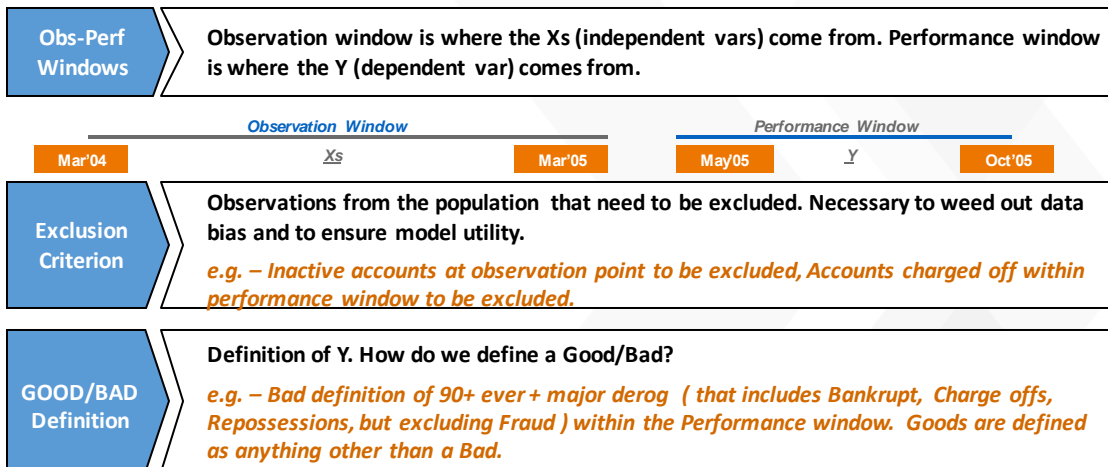 Obs-Perf
Windows
Observation window is where the Xs (independent vars) come from. Performance window
is where the Y (dependent var) comes from.
Observation Window
Performance Window
Mar'04
Xs
Mar'05
May'05
Y
Oct'05
Exclusion
Criterion
Observations from the population that need to be excluded. Necessary to weed out data
bias and to ensure model utility.
e.g. – Inactive accounts at observation point to be excluded, Accounts charged off within
performance window to be excluded.
GOOD/BAD
Definition
Definition of Y. How do we define a Good/Bad?
e.g. – Bad definition of 90+ ever + major derog ( that includes Bankrupt, Charge offs,
Repossessions, but excluding Fraud ) within the Performance window. Goods are defined
as anything other than a Bad.